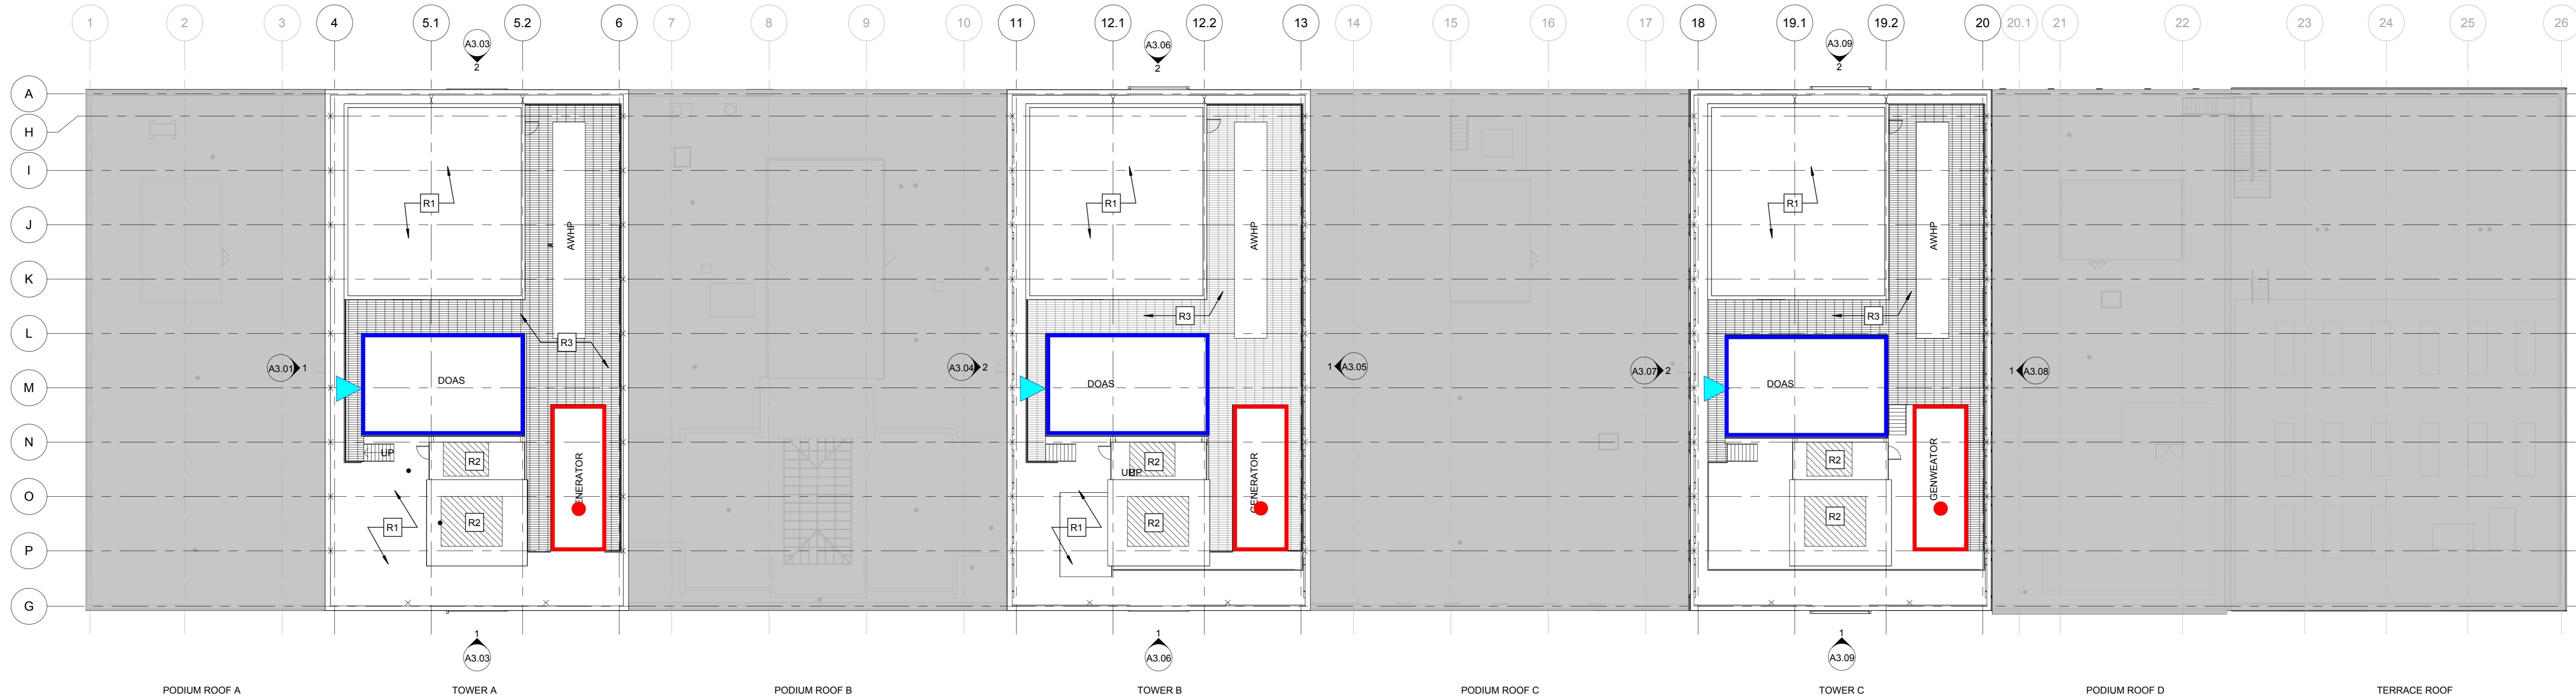 1 2 3 4 5.1 5.2 6 7 8 9 10 11 12.1 12.2 13 14 15 16 17 18 19.1 19.2 20 20.1 21 22 23 24 25 26
A3.03 A3.06 A3.09
2 2 2
A
H
I
R1 R1 R1
J
AWHP AWHP AWHP
K
R3 R3
L
R3
A3.01 1 A3.04 2 1 A3.05 A3.07 2 1 A3.08
DOAS DOAS DOAS
M
N
UP R2 UP UP R2 R2
GENERATOR GENERATOR GENWEATOR
O
R1 R2 R1 R2 R2
P
G
1 1 1
A3.03 A3.06 A3.09
PODIUM ROOF A TOWER A PODIUM ROOF B TOWER B PODIUM ROOF C TOWER C PODIUM ROOF D TERRACE ROOF